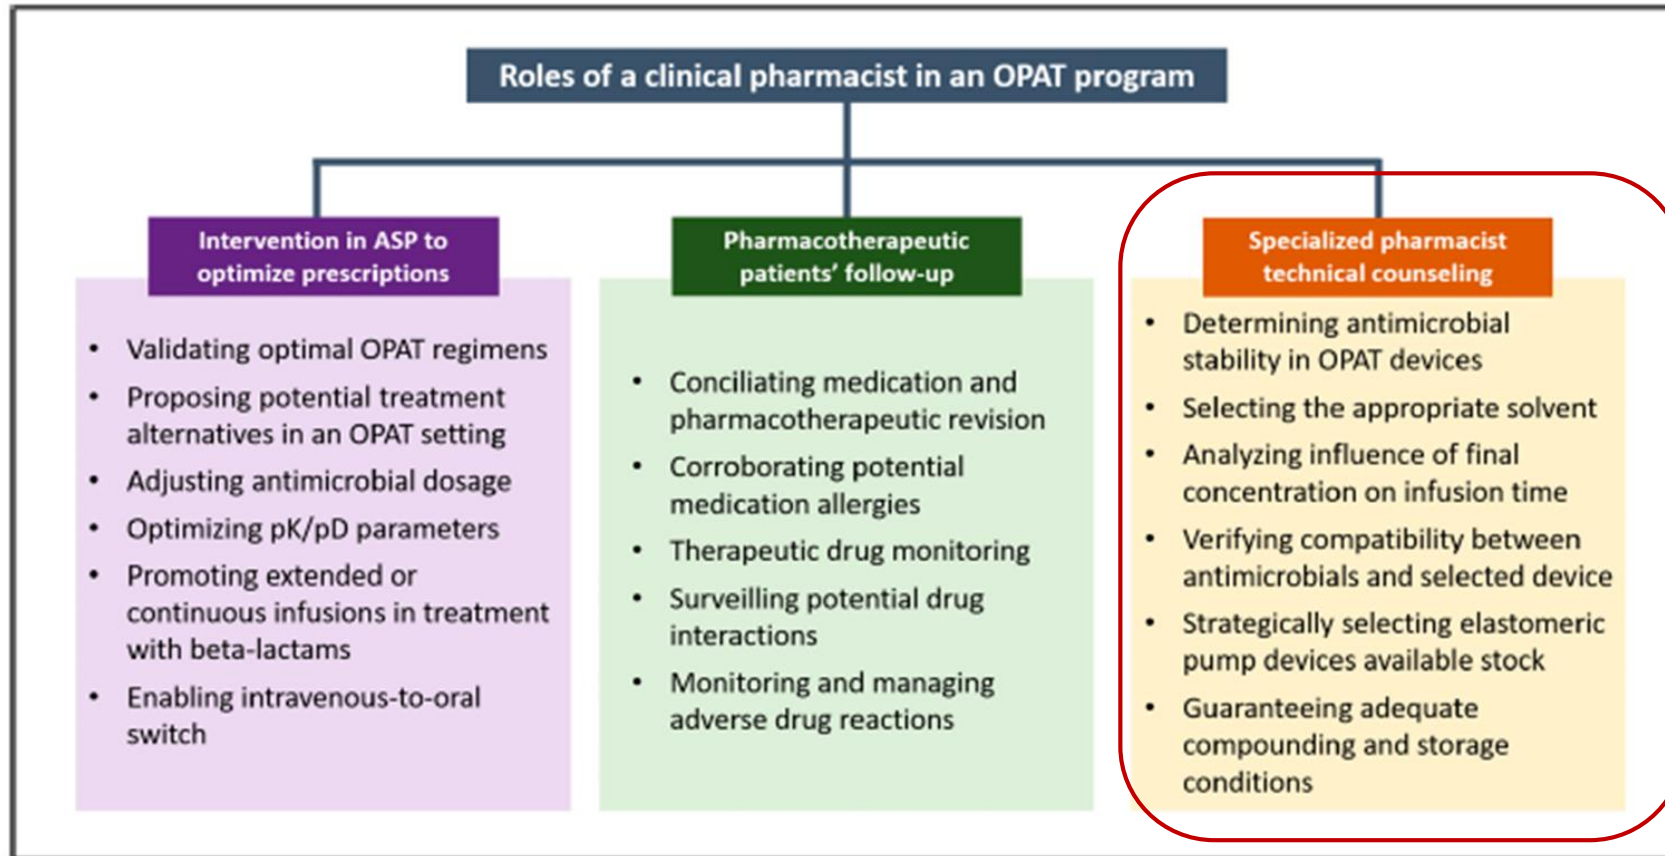 Roles of a clinical pharmacist in an OPAT program
Intervention in ASP to
optimize prescriptions
• Validating optimal OPAT regimens
• Proposing potential treatment
alternatives in an OPAT setting
• Adjusting antimicrobial dosage
• Optimizing pK/pD parameters
• Promoting extended or
continuous infusions in treatment
with beta-lactams
• Enabling intravenous-to-oral
switch
Pharmacotherapeutic
patients’ follow-up
• Conciliating medication and
pharmacotherapeutic revision
• Corroborating potential
medication allergies
• Therapeutic drug monitoring
• Surveilling potential drug
interactions
• Monitoring and managing
adverse drug reactions
Specialized pharmacist
technical counseling
• Determining antimicrobial
stability in OPAT devices
• Selecting the appropriate solvent
• Analyzing influence of final
concentration on infusion time
• Verifying compatibility between
antimicrobials and selected device
• Strategically selecting elastomeric
pump devices available stock
• Guaranteeing adequate
compounding and storage
conditions